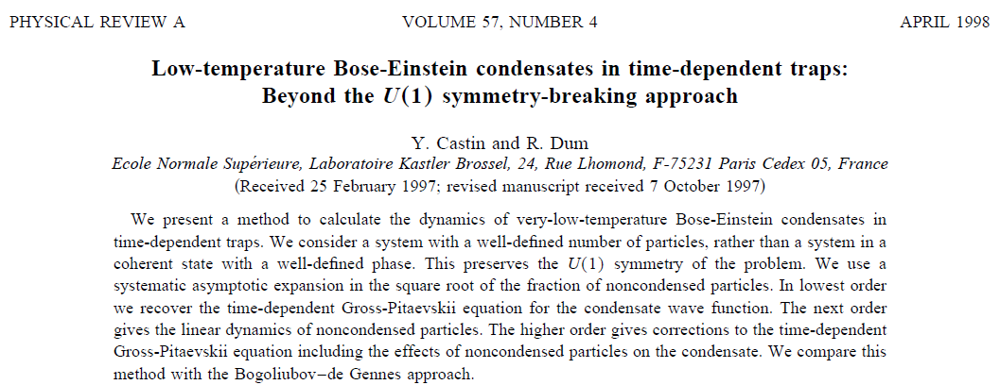 PHYSICAL REVIEW A VOLUME 57, NUMBER 4 APRIL 1998
Low-temperature Bose-Einstein condensates in time-dependent traps:
Beyond the U(1) symmetry-breaking approach
Y. Castin and R. Dum
Ecole Normale Supérieure, Laboratoire Kastler Brossel, 24, Rue Lhomond, F-75231 Paris Cedex 05, France
(Received 25 February 1997; revised manuscript received 7 October 1997)
We present a method to calculate the dynamics of very-low-temperature Bose-Einstein condensates in
time-dependent traps. We consider a system with a well-defined number of particles, rather than a system in a
coherent state with a well-defined phase. This preserves the U(1) symmetry of the problem. We use a
systematic asymptotic expansion in the square root of the fraction of noncondensed particles. In lowest order
we recover the time-dependent Gross-Pitaevskii equation for the condensate wave function. The next order
gives the linear dynamics of noncondensed particles. The higher order gives corrections to the time-dependent
Gross-Pitaevskii equation including the effects of noncondensed particles on the condensate. We compare this
method with the Bogoliubov–de Gennes approach.